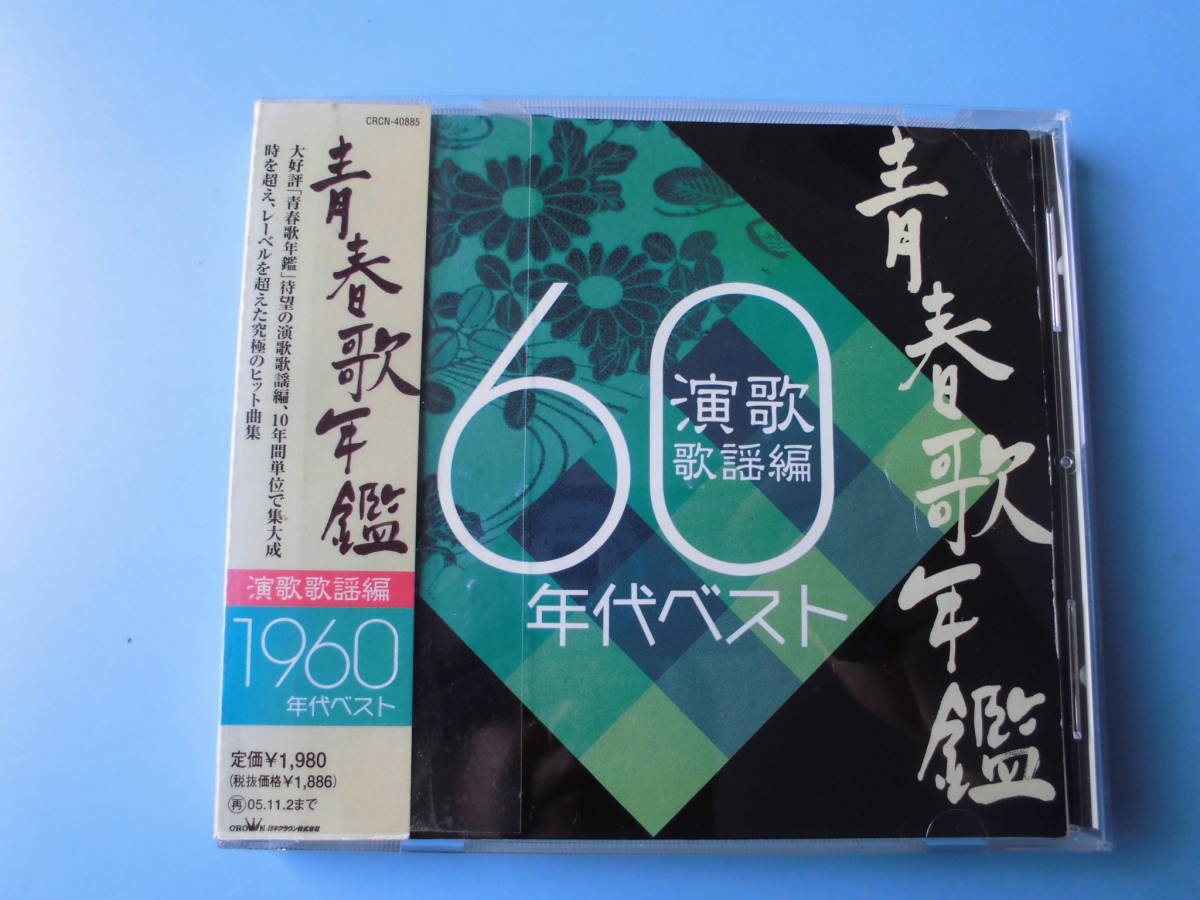 CRCN-40885
青春歌年鑑
大好評「青春歌年鑑」待望の演歌歌謡編、10年間単位で集大成
時を超え、レーベルを超えた究極のヒット曲集
演歌歌謡編
1960
年代ベスト
定価¥1,980
(税抜価格¥1,886)
再05.11.2まで
CROWN 日本クラウン株式会社
60
演歌
歌謡編
年代ベスト
青春歌年鑑